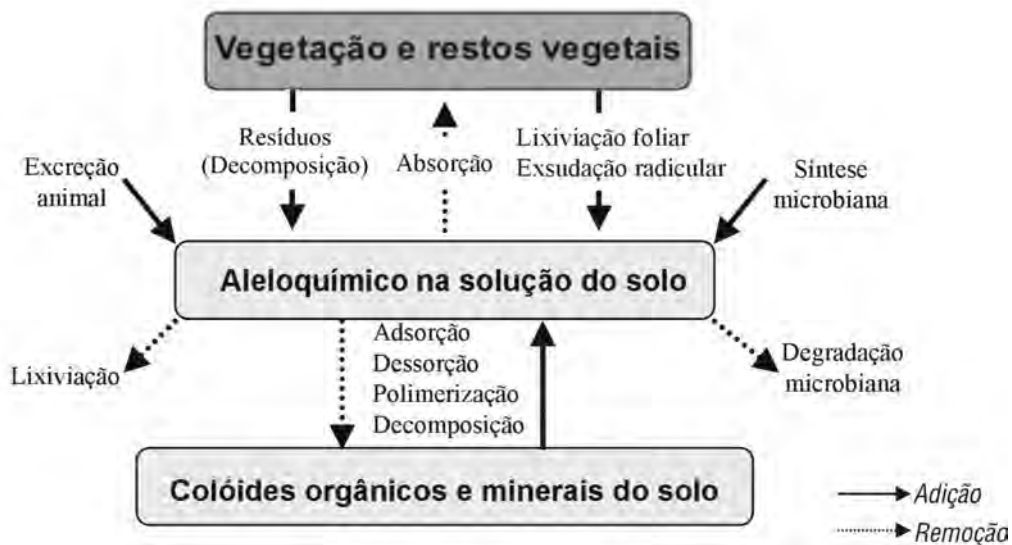 Vegetação e restos vegetais
Resíduos
(Decomposição)
Absorção
Lixiviação foliar
Exsudação radicular
Excreção
animal
Síntese
microbiana
Aleloquímico na solução do solo
Adsorção
Dessorção
Polimerização
Decomposição
Lixiviação
Degradação
microbiana
Colóides orgânicos e minerais do solo
Adição
Remoção